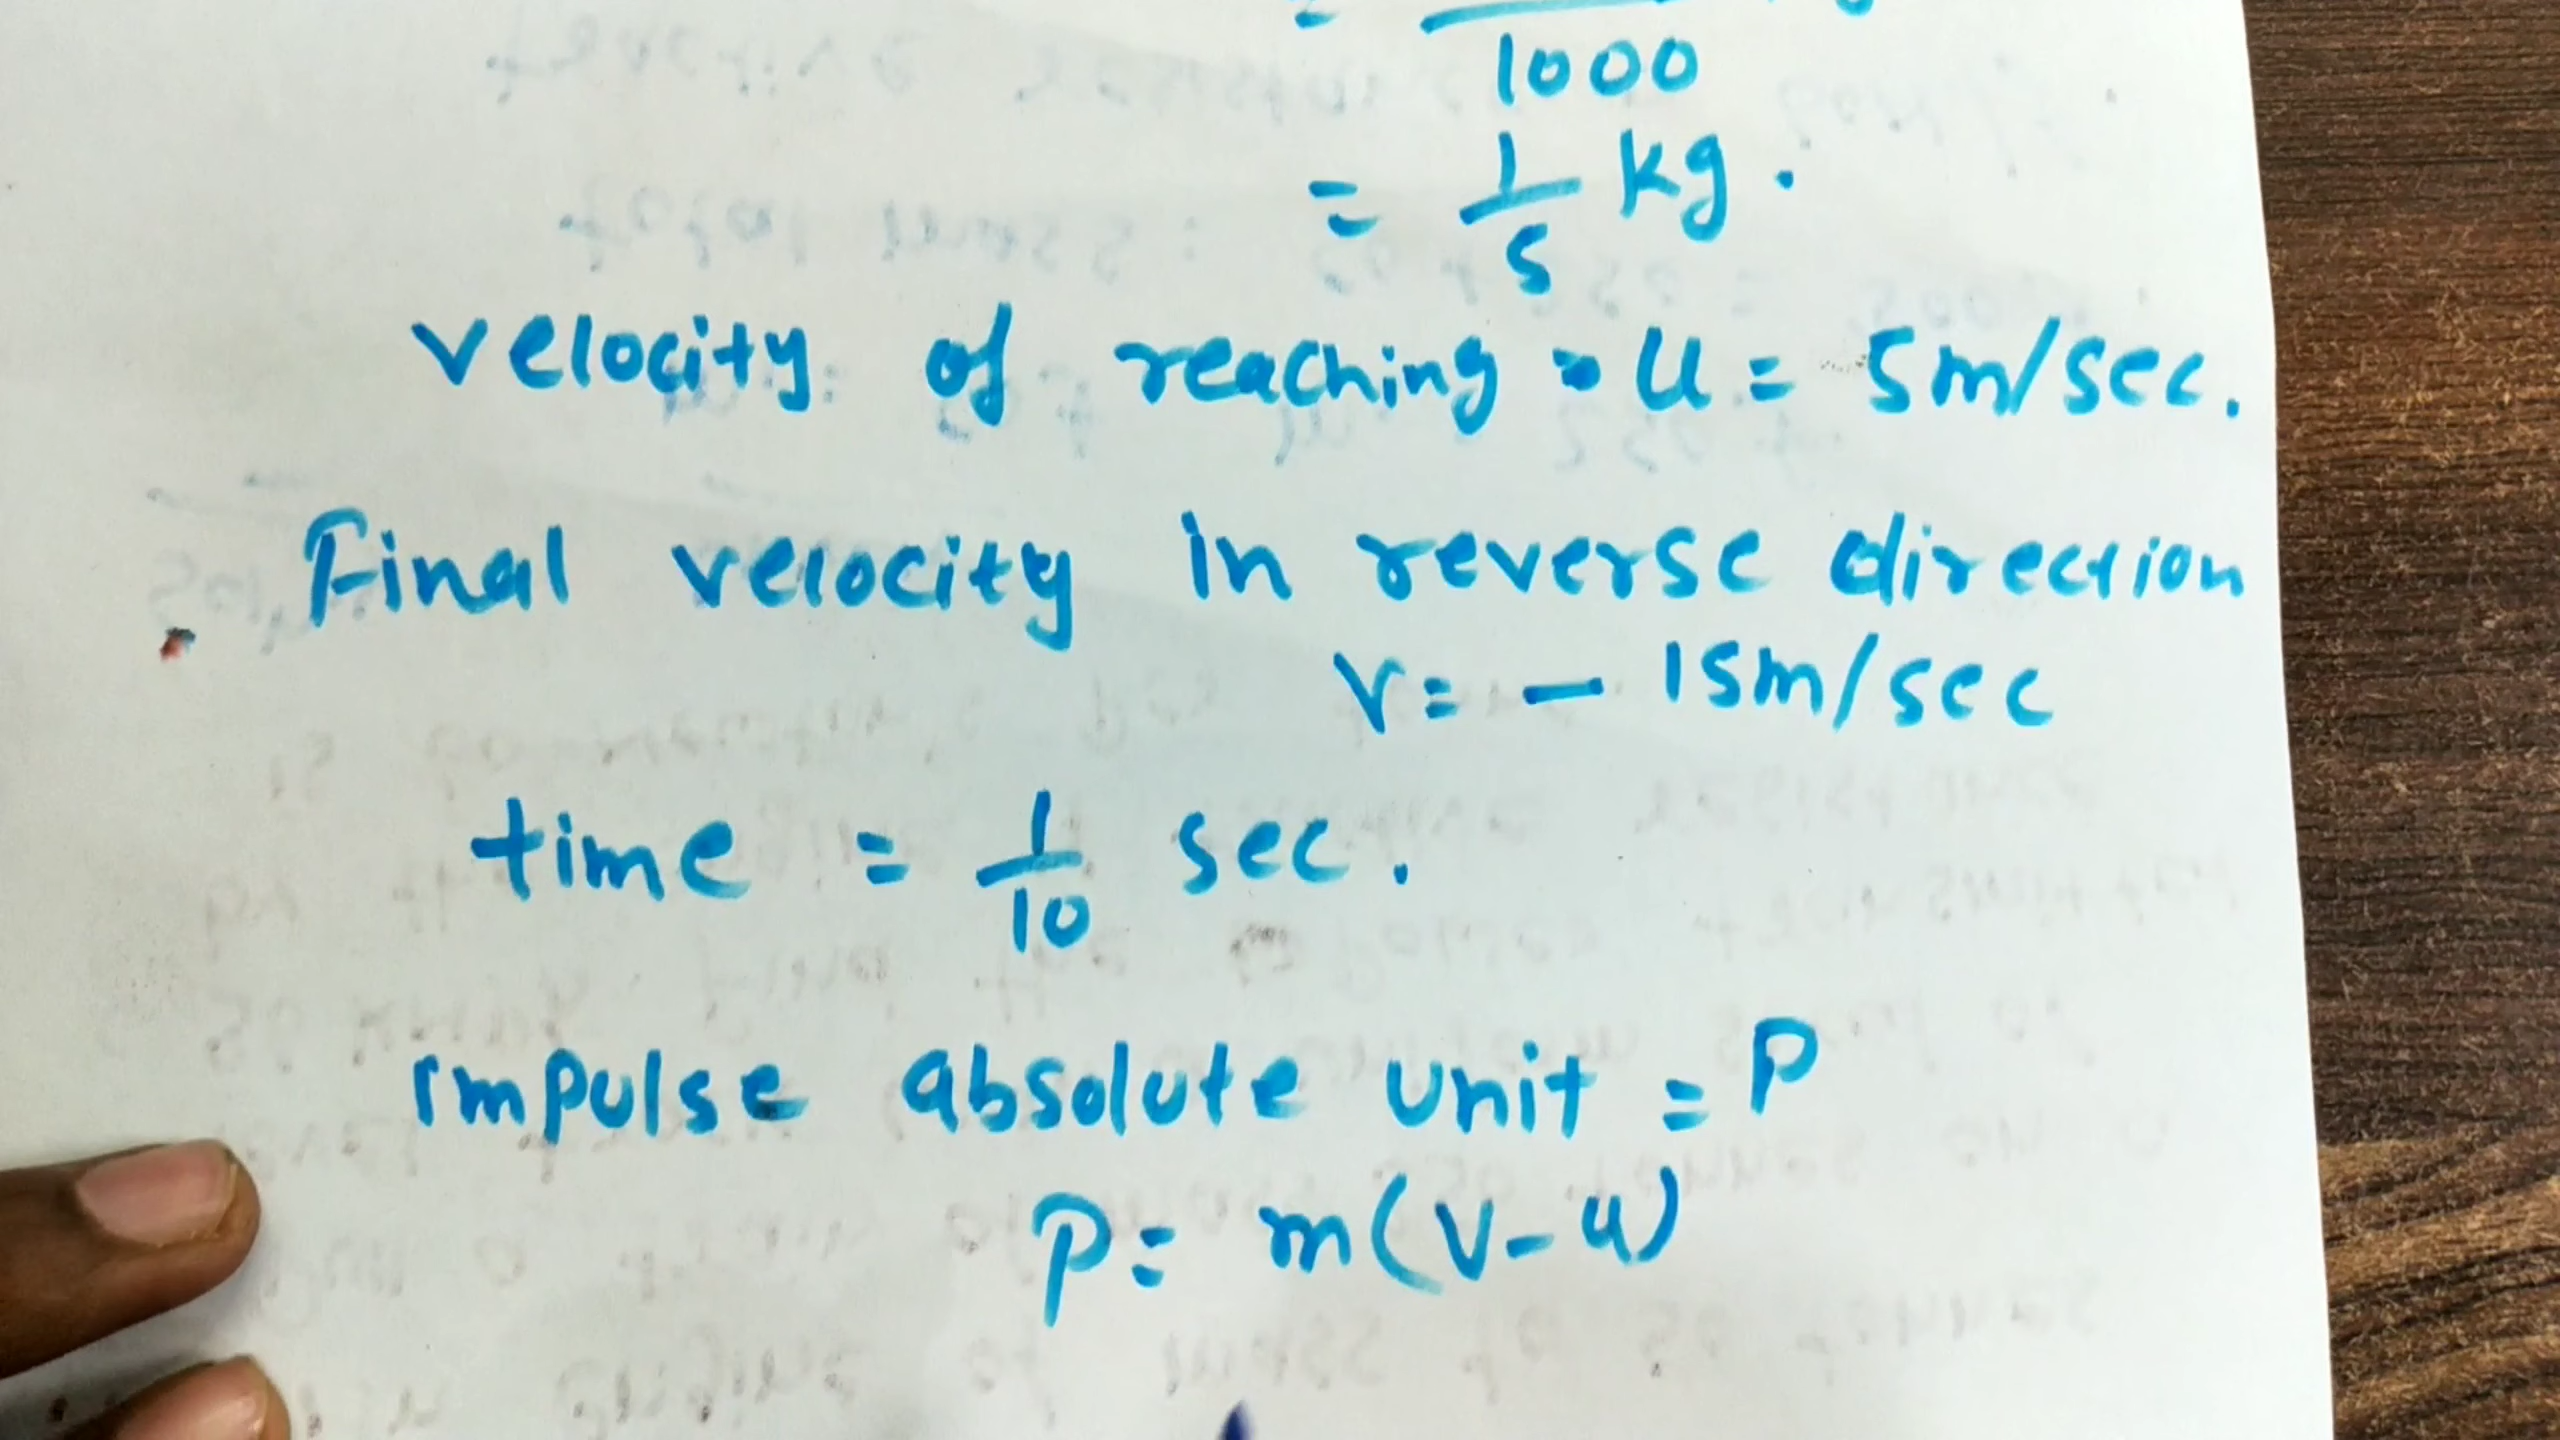 = 1000
= 1/5 kg.
velocity of reaching u = 5m/sec.
Final velocity in reverse direction
v = - 15m/sec
time = 1/10 sec.
impulse absolute unit = P
P = m(v-u)